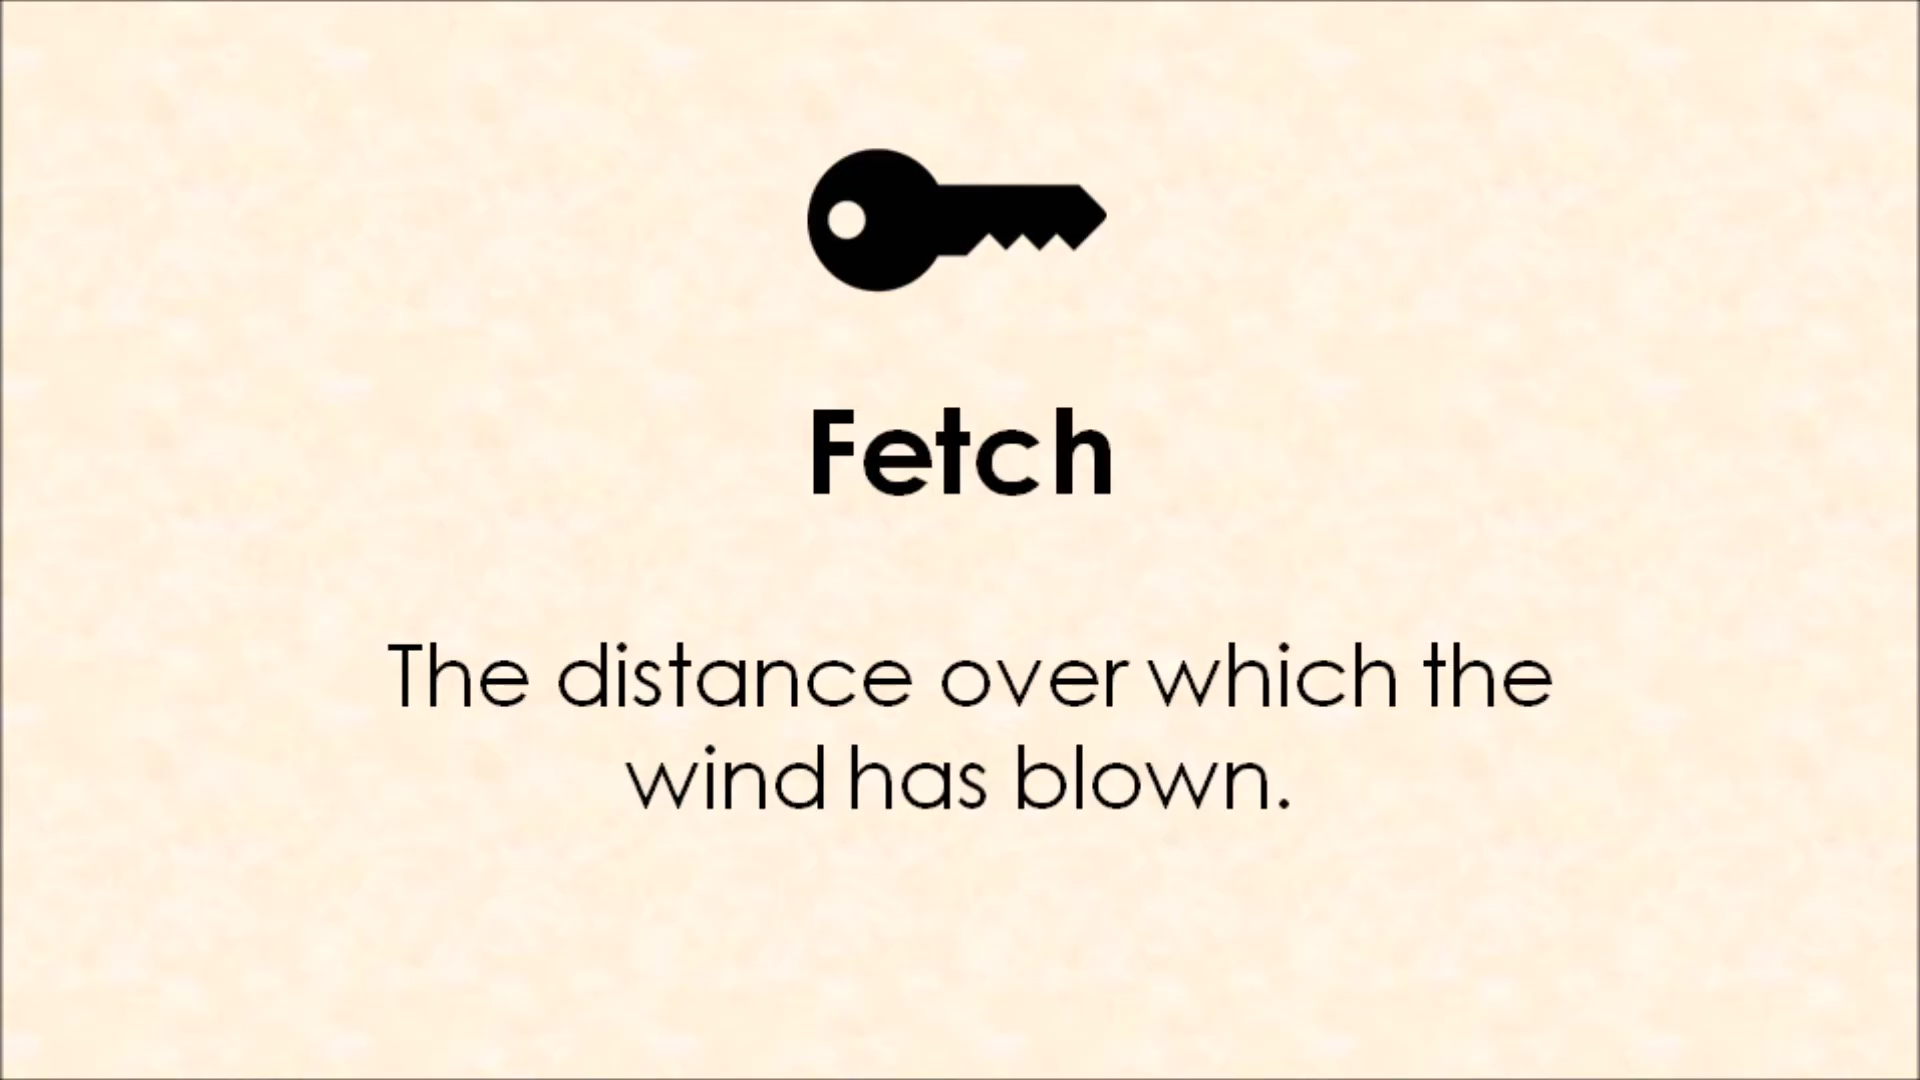 Fetch
The distance over which the
wind has blown.